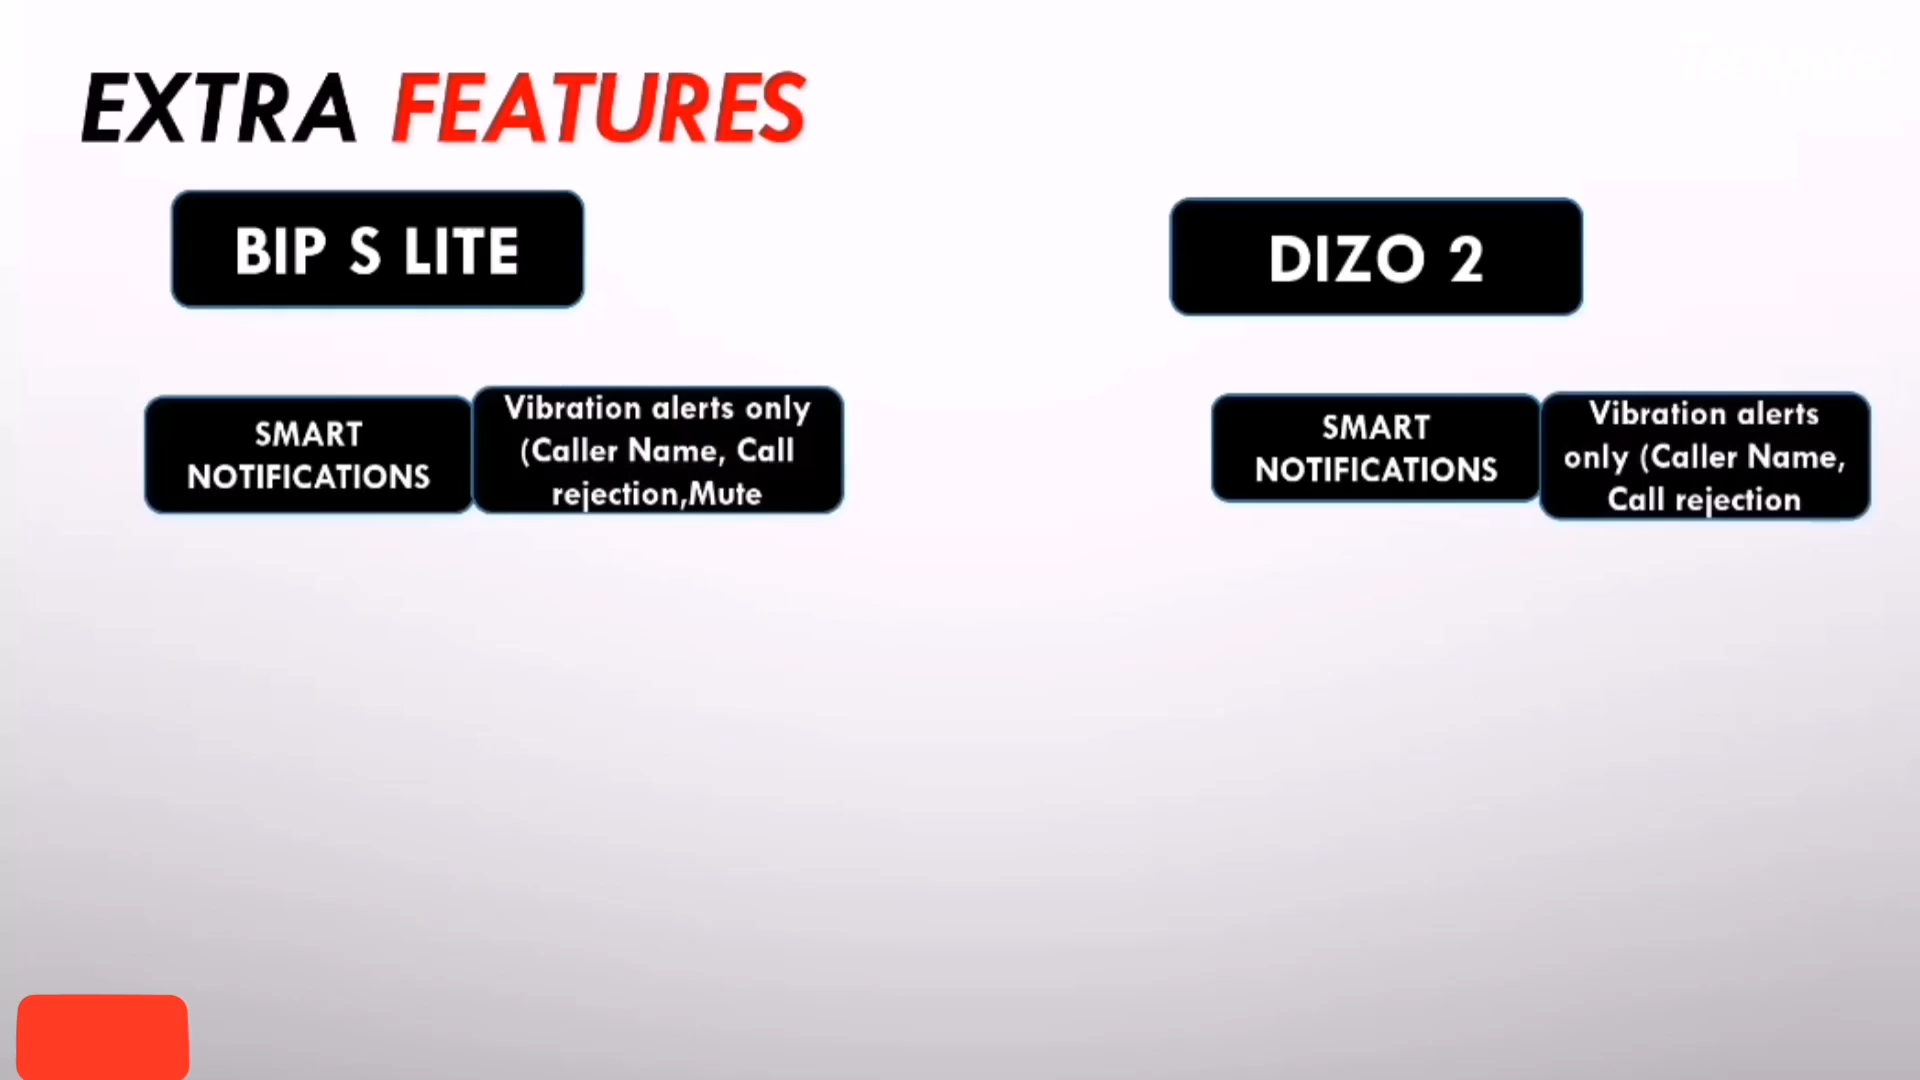 EXTRA FEATURES
BIP S LITE
DIZO 2
SMART
NOTIFICATIONS
Vibration alerts only
(Caller Name, Call
rejection,Mute
SMART
NOTIFICATIONS
Vibration alerts
only (Caller Name,
Call rejection